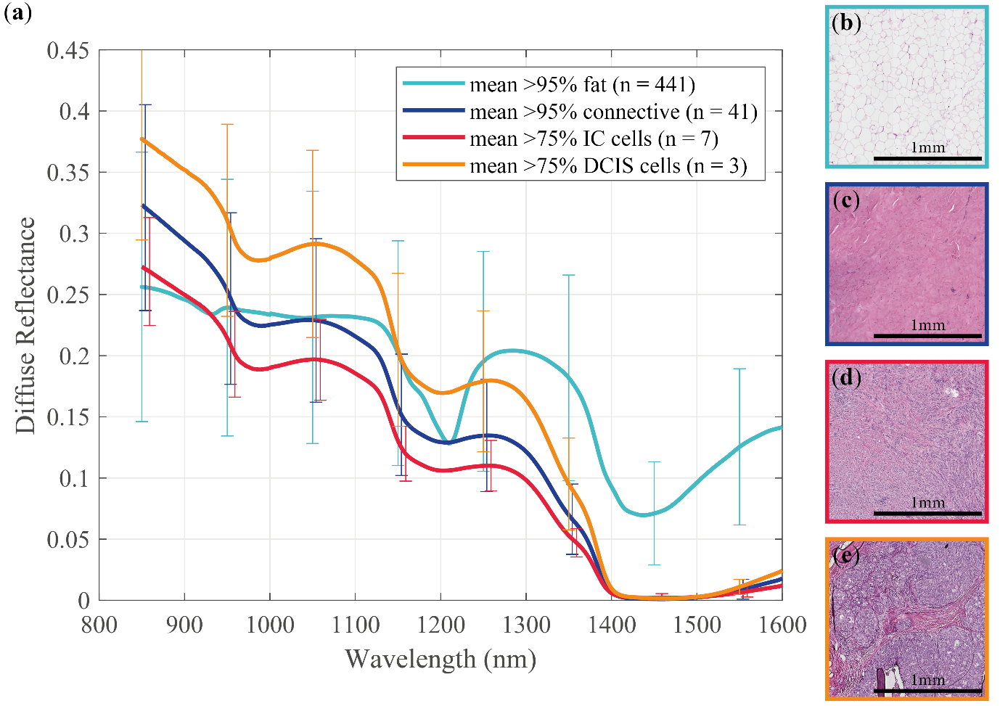 (a)
0.45
0.4
0.35
0.3
0.25
0.2
0.15
0.1
0.05
0
Diffuse Reflectance
800
900
1000
1100
1200
1300
1400
1500
1600
Wavelength (nm)
mean >95% fat (n = 441)
mean >95% connective (n = 41)
mean >75% IC cells (n = 7)
mean >75% DCIS cells (n = 3)
(b)
1mm
(c)
1mm
(d)
1mm
(e)
1mm